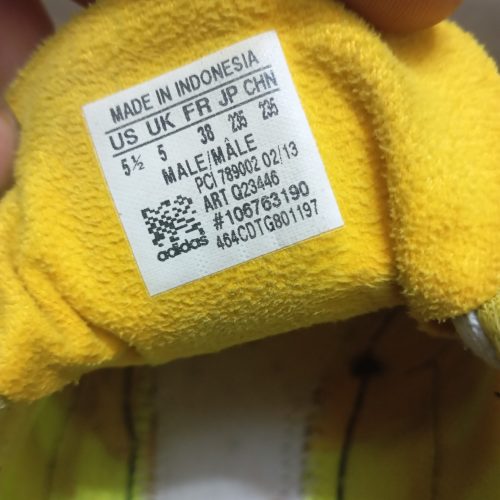 MADE IN INDONESIA
US UK FR JP CHN
5½ 5 38 235 235
MALE/MÂLE
PCI 789002 02/13
ART Q23446
#106763190
464CDTG801197
adidas